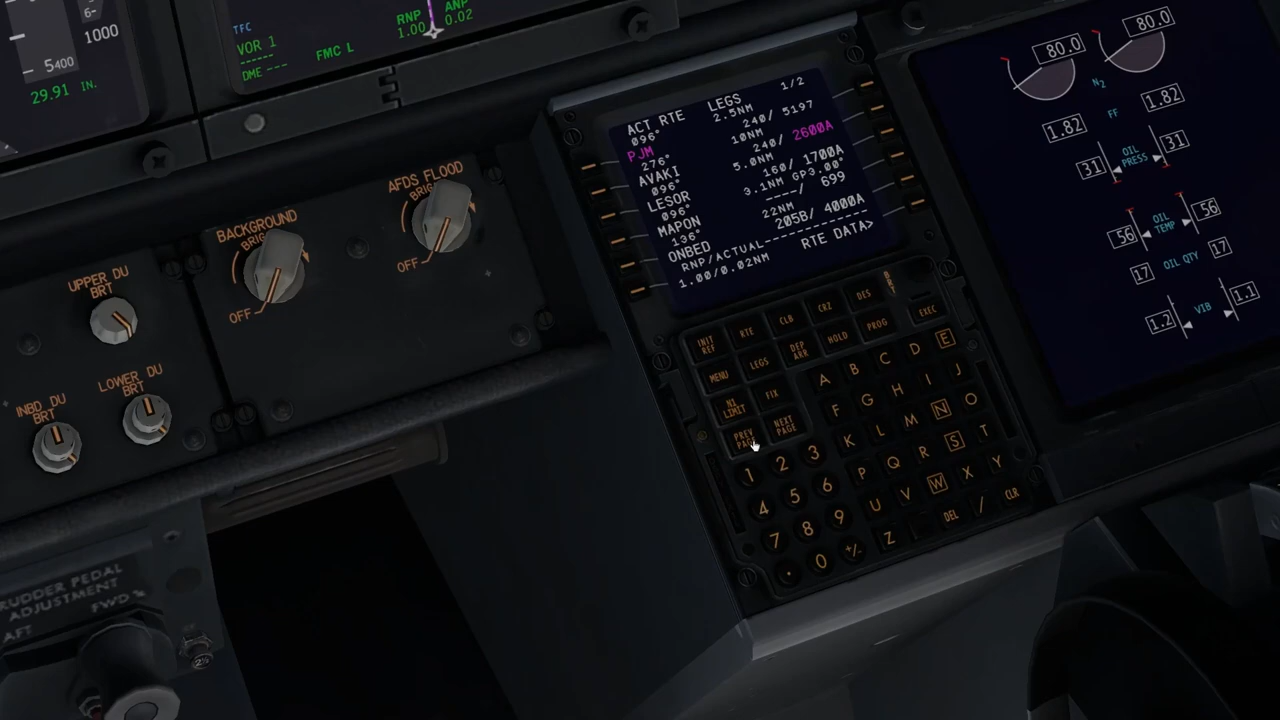 6-
1000
5400
29.91 IN.
TFC
VOR 1
------
DME ---
FMC L
RNP
1.00
ANP
0.02
ACT RTE LEGS 1/2
096° 2.5NM
PJM 240/ 5197
276° 10NM
AVAKI 240/ 2600A
096° 5.0NM
LESOR 160/ 1700A
096° 3.1NM GP3.00°
MAPON ----/ 699
136° 22NM
ONBED 205B/ 4000A
RNP/ACTUAL---------------
1.00/0.02NM RTE DATA>
80.0 80.0
N2
1.82 FF 1.82
31 OIL PRESS 31
56 OIL TEMP 56
17 OIL QTY 17
1.2 VIB 1.1
AFDS FLOOD
BRIGHT
OFF
BACKGROUND
BRIGHT
OFF
UPPER DU
BRT
LOWER DU
BRT
INBD DU
BRT
RUDDER PEDAL
ADJUSTMENT
FWD
AFT
INIT REF
RTE
CLB
CRZ
DES
MENU
LEGS
DEP ARR
HOLD
PROG
EXEC
N1 LIMIT
FIX
PREV PAGE
NEXT PAGE
A B C D E
F G H I J
K L M N O
P Q R S T
U V W X Y
Z DEL / CLR
1 2 3
4 5 6
7 8 9
. 0 +/-